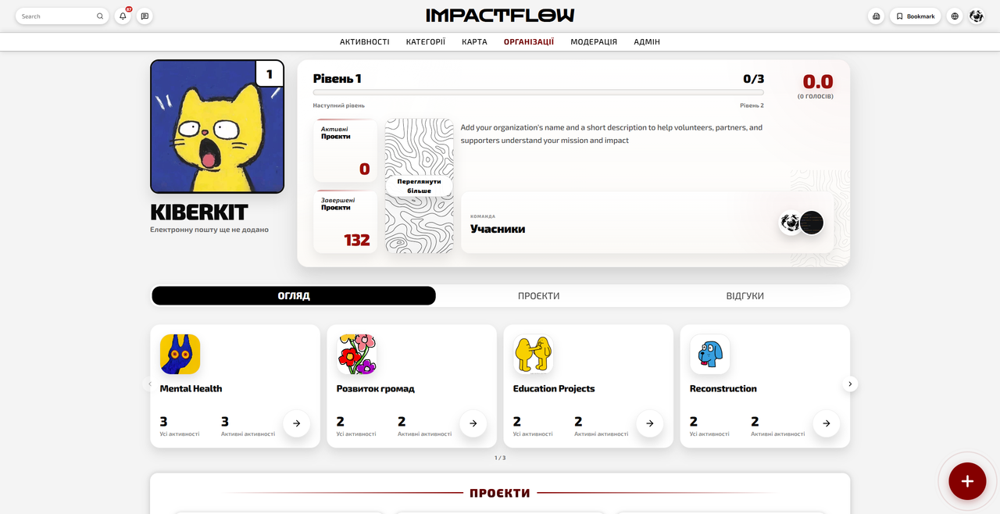 Search
87
IMPACTFLOW
Bookmark
АКТИВНОСТІ КАТЕГОРІЇ КАРТА ОРГАНІЗАЦІЇ МОДЕРАЦІЯ АДМІН
1
KIBERKIT
Електронну пошту ще не додано
Рівень 1 0/3
Наступний рівень Рівень 2
0.0
(0 ГОЛОСІВ)
Активні
Проєкти
0
Завершені
Проєкти
132
Переглянути
більше
Add your organization's name and a short description to help volunteers, partners, and
supporters understand your mission and impact
КОМАНДА
Учасники
ОГЛЯД ПРОЄКТИ ВІДГУКИ
Mental Health
3 3
Усі активності Активні активності
Розвиток громад
2 2
Усі активності Активні активності
Education Projects
2 2
Усі активності Активні активності
Reconstruction
2 2
Усі активності Активні активності
1 / 3
ПРОЄКТИ